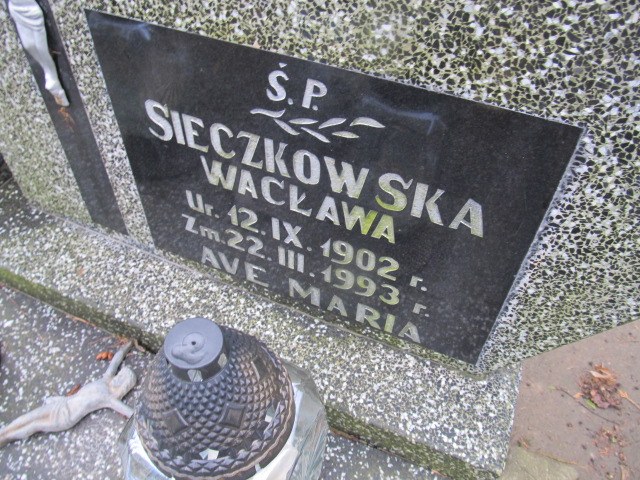 Ś.P.
SIECZKOWSKA
WACŁAWA
Ur. 12. IX. 1902 r.
Zm. 22. III. 1993 r.
AVE MARIA